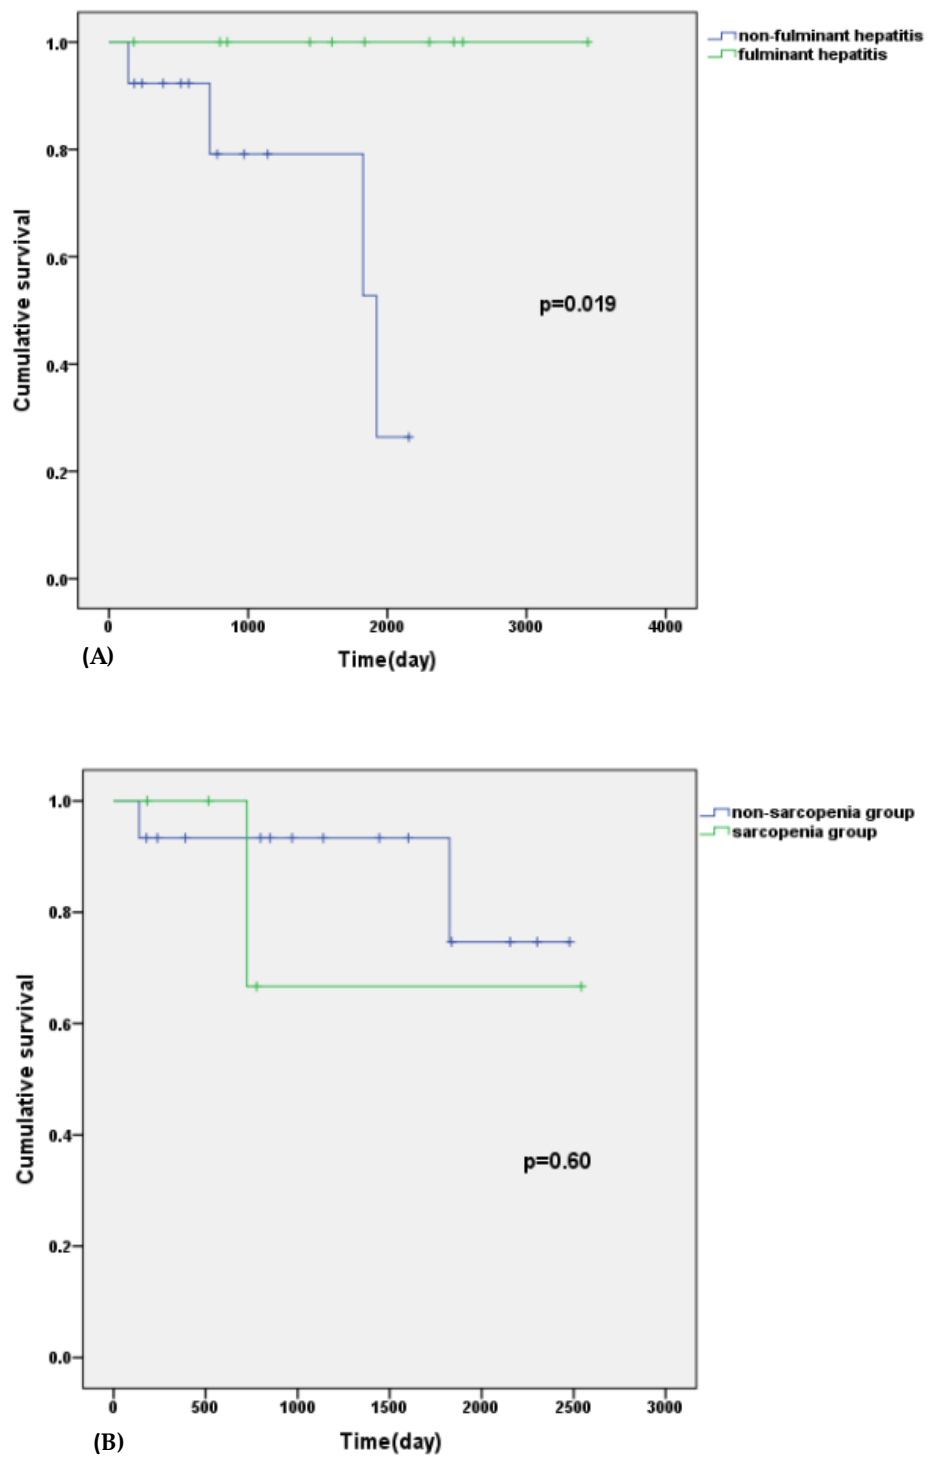 non-fulminant hepatitis
fulminant hepatitis
1.0
0.8
0.6
0.4
0.2
0.0
Cumulative survival
p=0.019
0 1000 2000 3000 4000
(A)
Time(day)
non-sarcopenia group
sarcopenia group
1.0
0.8
0.6
0.4
0.2
0.0
Cumulative survival
p=0.60
0 500 1000 1500 2000 2500 3000
(B)
Time(day)